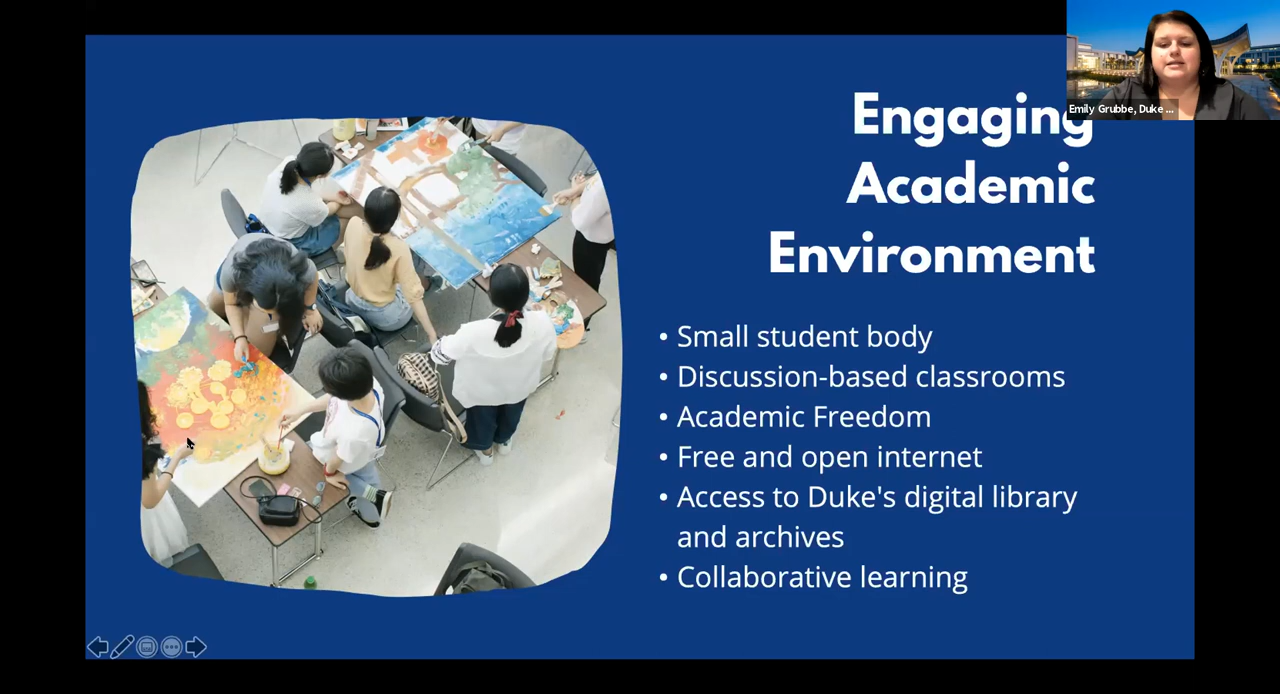 Emily Grubbe, Duke ...
Engaging
Academic
Environment
• Small student body
• Discussion-based classrooms
• Academic Freedom
• Free and open internet
• Access to Duke's digital library
and archives
• Collaborative learning